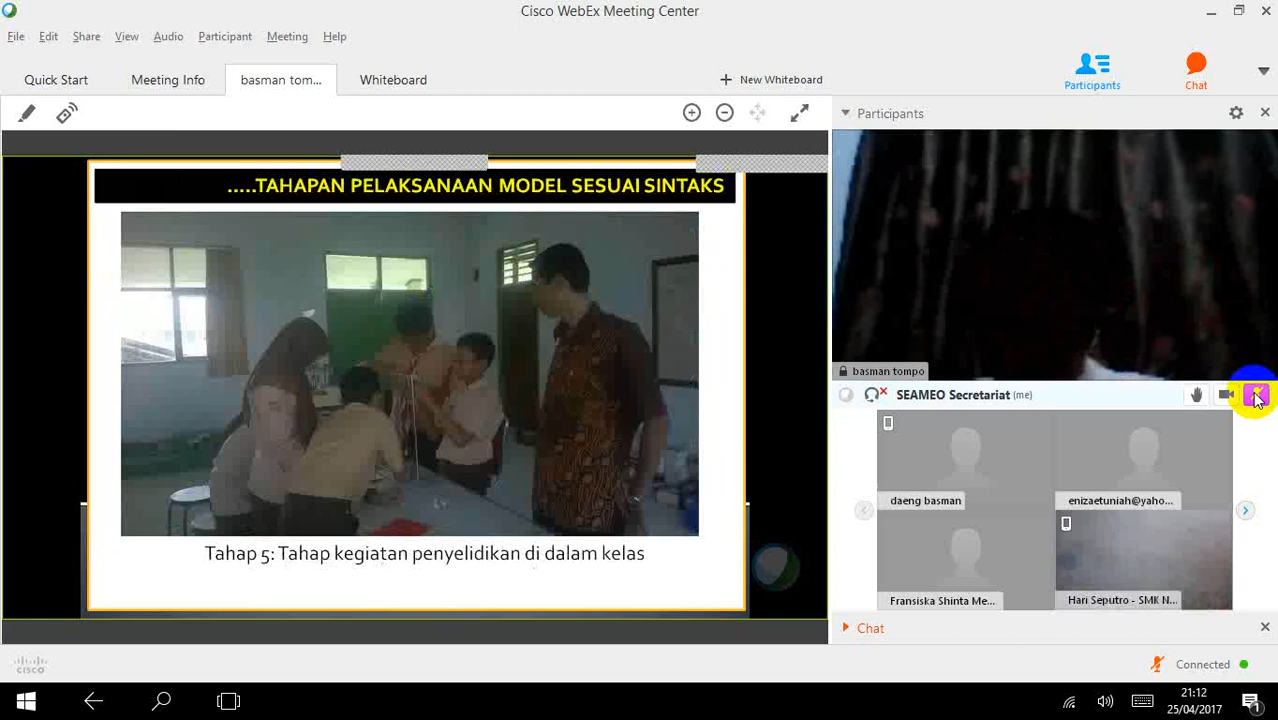 Cisco WebEx Meeting Center
File Edit Share View Audio Participant Meeting Help
Quick Start Meeting Info basman tom... Whiteboard New Whiteboard
Participants Chat
Participants
.....TAHAPAN PELAKSANAAN MODEL SESUAI SINTAKS
Tahap 5: Tahap kegiatan penyelidikan di dalam kelas
basman tompo
SEAMEO Secretariat (me)
daeng basman
enizaetuniah@yaho...
Fransiska Shinta Me...
Hari Seputro - SMK N...
Chat
cisco
Connected
21:12
25/04/2017
1